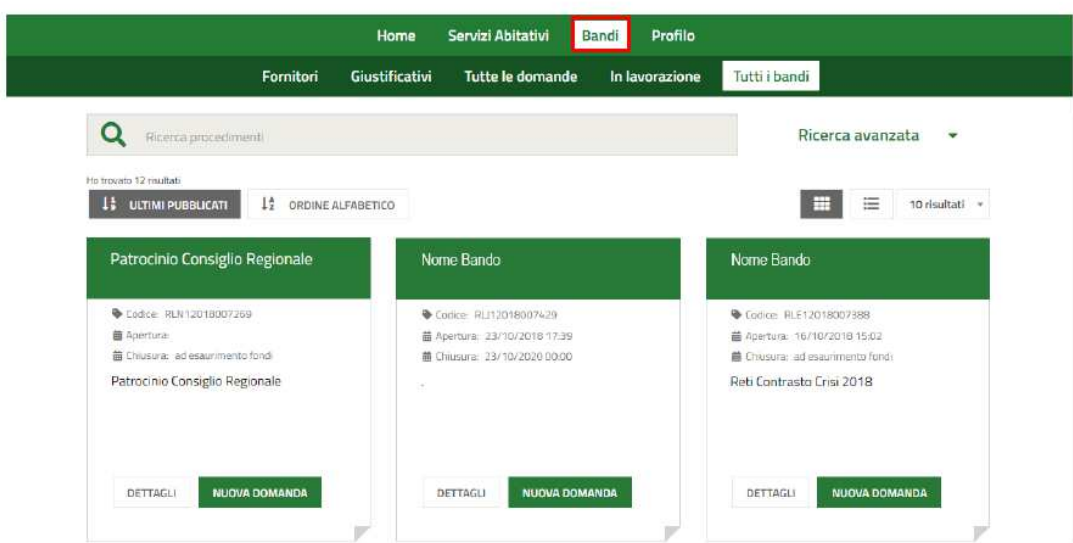 Home Servizi Abitativi Bandi Profilo
Fornitori Giustificativi Tutte le domande In lavorazione Tutti i bandi
Ricerca procedimenti Ricerca avanzata
Ho trovato 12 risultati
ULTIMI PUBBLICATI ORDINE ALFABETICO 10 risultati
Patrocinio Consiglio Regionale
Codice: RLN12018007269
Apertura:
Chiusura: ad esaurimento fondi
Patrocinio Consiglio Regionale
DETTAGLI NUOVA DOMANDA
Nome Bando
Codice: RLJ12018007429
Apertura: 23/10/2018 17:39
Chiusura: 23/10/2020 00:00
.
DETTAGLI NUOVA DOMANDA
Nome Bando
Codice: RLE12018007388
Apertura: 16/10/2018 15:02
Chiusura: ad esaurimento fondi
Reti Contrasto Crisi 2018
DETTAGLI NUOVA DOMANDA